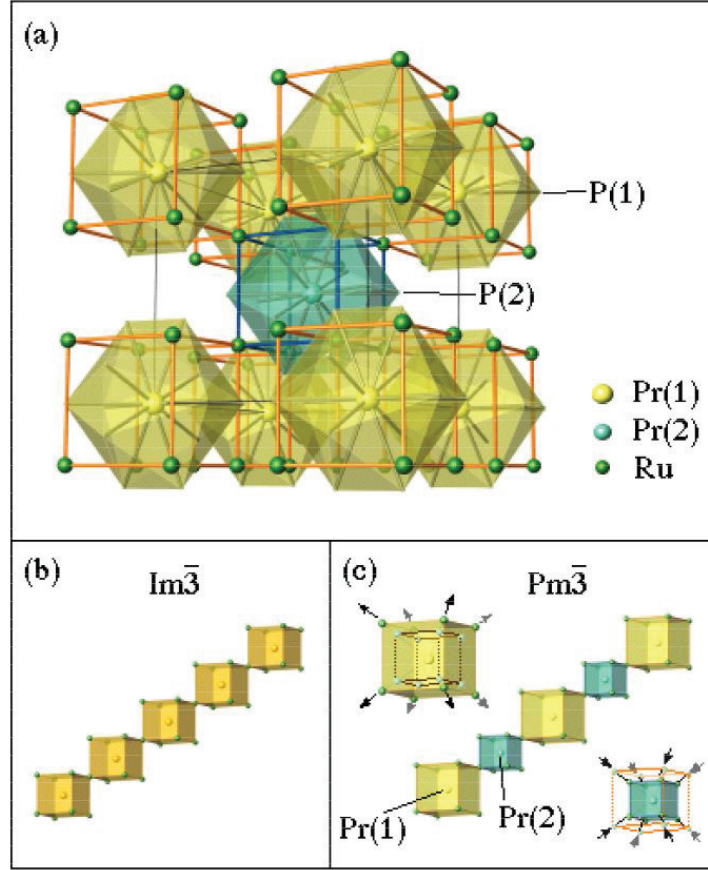 (a)
P(1)
P(2)
Pr(1)
Pr(2)
Ru
(b)
Im3̅
(c)
Pm3̅
Pr(1)
Pr(2)